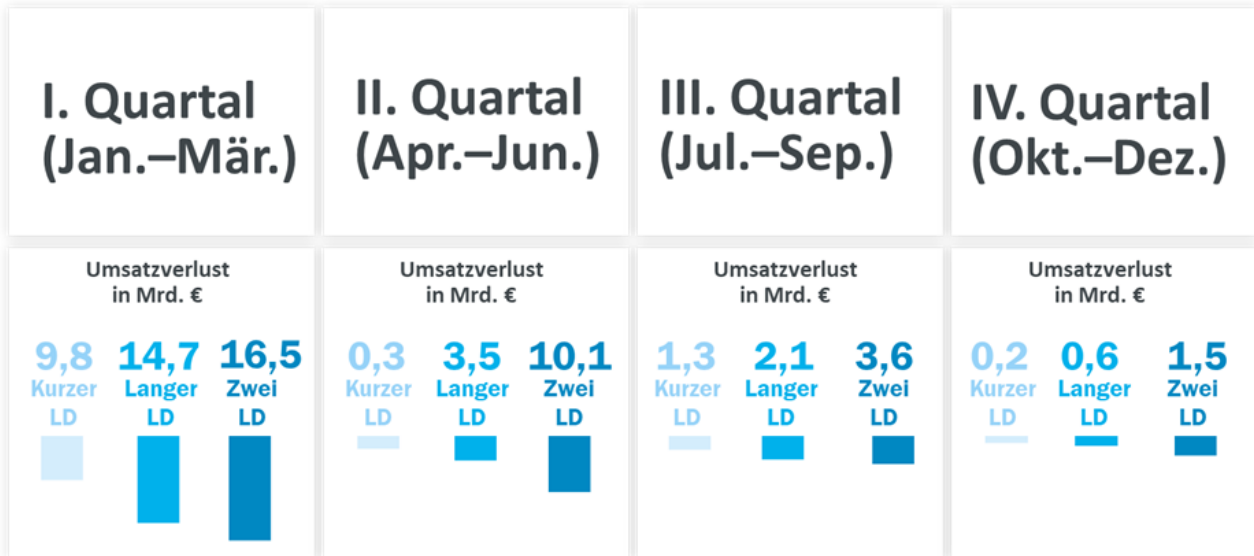 I. Quartal
(Jan.–Mär.)
II. Quartal
(Apr.–Jun.)
III. Quartal
(Jul.–Sep.)
IV. Quartal
(Okt.–Dez.)
Umsatzverlust
in Mrd. €
9,8 14,7 16,5
Kurzer Langer Zwei
LD LD LD
Umsatzverlust
in Mrd. €
0,3 3,5 10,1
Kurzer Langer Zwei
LD LD LD
Umsatzverlust
in Mrd. €
1,3 2,1 3,6
Kurzer Langer Zwei
LD LD LD
Umsatzverlust
in Mrd. €
0,2 0,6 1,5
Kurzer Langer Zwei
LD LD LD